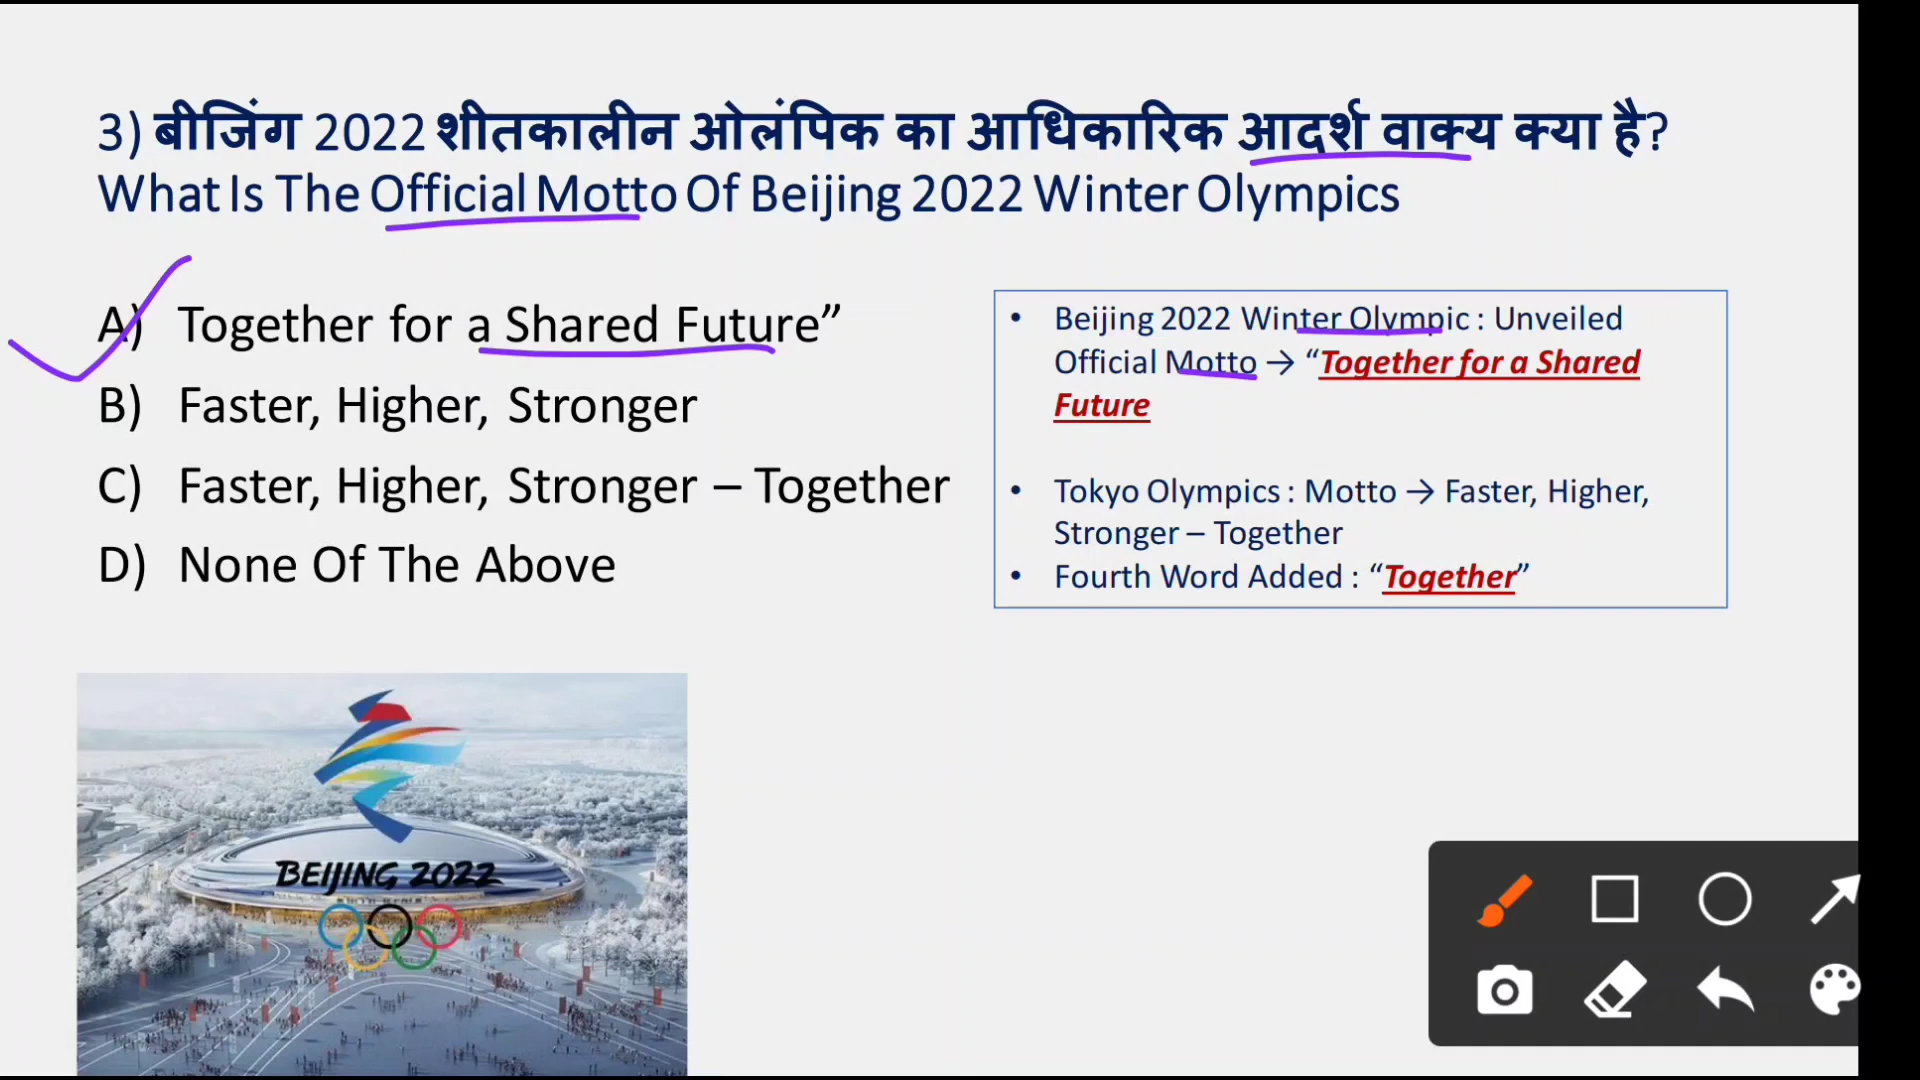 3) बीजिंग 2022 शीतकालीन ओलंपिक का आधिकारिक आदर्श वाक्य क्या है?
What Is The Official Motto Of Beijing 2022 Winter Olympics
A) Together for a Shared Future”
B) Faster, Higher, Stronger
C) Faster, Higher, Stronger – Together
D) None Of The Above
• Beijing 2022 Winter Olympic : Unveiled
Official Motto → “Together for a Shared
Future
• Tokyo Olympics : Motto → Faster, Higher,
Stronger – Together
• Fourth Word Added : “Together”
BEIJING 2022